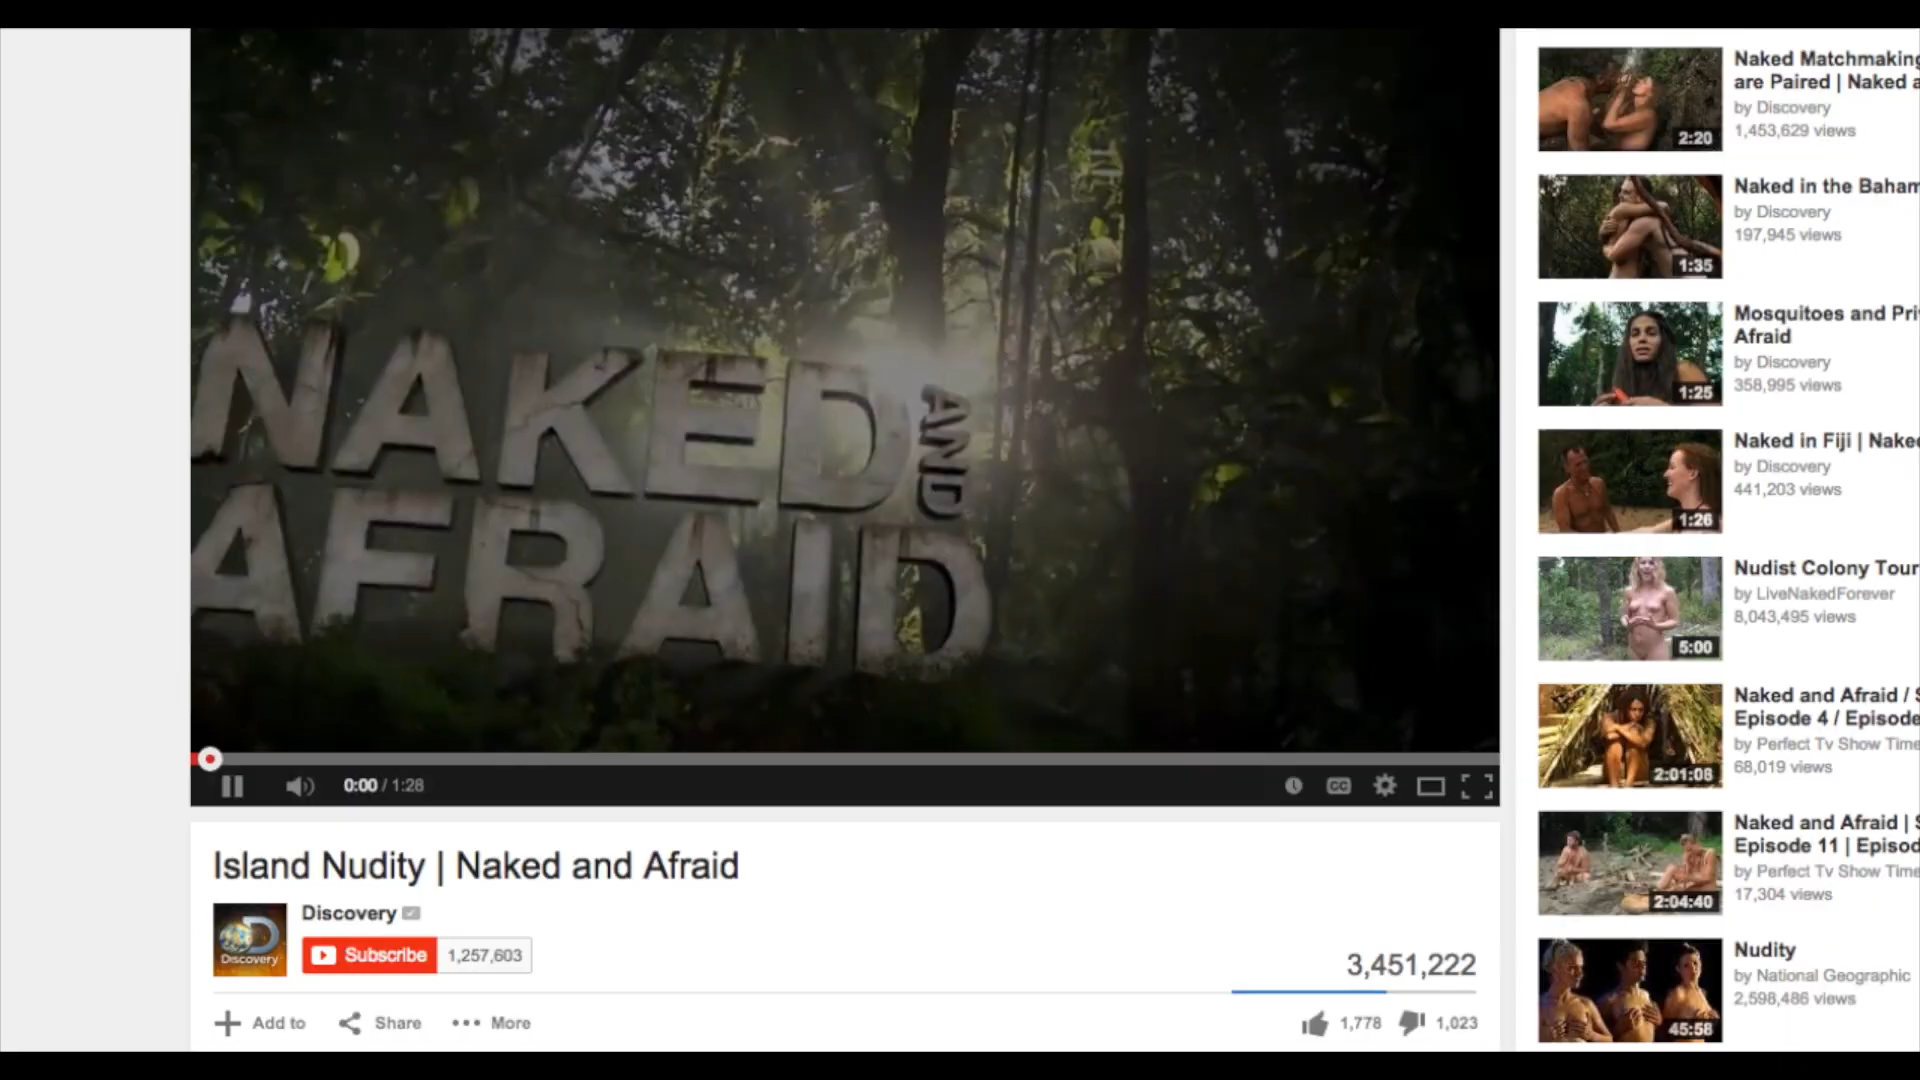 NAKED AND
AFRAID
0:00 / 1:28
CC
Island Nudity | Naked and Afraid
Discovery
Discovery
Subscribe 1,257,603
3,451,222
Add to Share More
1,778 1,023
Naked Matchmaking
are Paired | Naked a
by Discovery
1,453,629 views
2:20
Naked in the Baham
by Discovery
197,945 views
1:35
Mosquitoes and Pri
Afraid
by Discovery
358,995 views
1:25
Naked in Fiji | Naked
by Discovery
441,203 views
1:26
Nudist Colony Tour
by LiveNakedForever
8,043,495 views
5:00
Naked and Afraid / S
Episode 4 / Episode
by Perfect Tv Show Time
68,019 views
2:01:08
Naked and Afraid | S
Episode 11 | Episod
by Perfect Tv Show Time
17,304 views
2:04:40
Nudity
by National Geographic
2,598,486 views
45:58